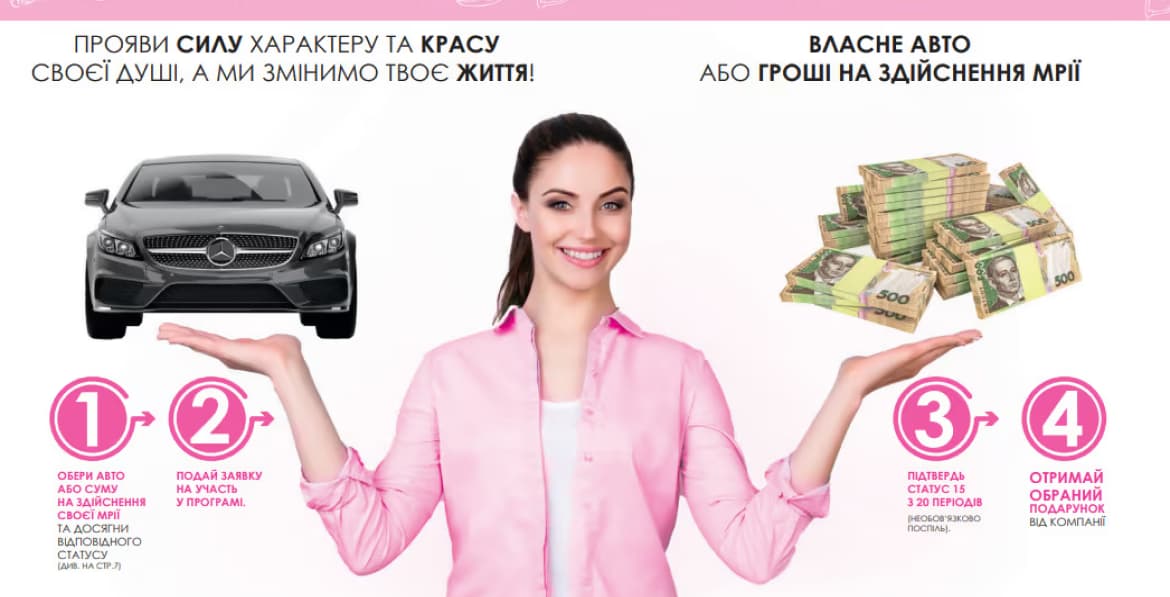 ПРОЯВИ СИЛУ ХАРАКТЕРУ ТА КРАСУ
СВОЄЇ ДУШІ, А МИ ЗМІНИМО ТВОЄ ЖИТТЯ!
ВЛАСНЕ АВТО
АБО ГРОШІ НА ЗДІЙСНЕННЯ МРІЇ
500
500
500
1
ОБЕРИ АВТО
АБО СУМУ
НА ЗДІЙСНЕННЯ
СВОЄЇ МРІЇ
ТА ДОСЯГНИ
ВІДПОВІДНОГО
СТАТУСУ
(ДИВ. НА СТР.7)
2
ПОДАЙ ЗАЯВКУ
НА УЧАСТЬ
У ПРОГРАМІ.
3
ПІДТВЕРДЬ
СТАТУС 15
З 20 ПЕРІОДІВ
(НЕОБОВ'ЯЗКОВО
ПОСПІЛЬ).
4
ОТРИМАЙ
ОБРАНИЙ
ПОДАРУНОК
ВІД КОМПАНІЇ